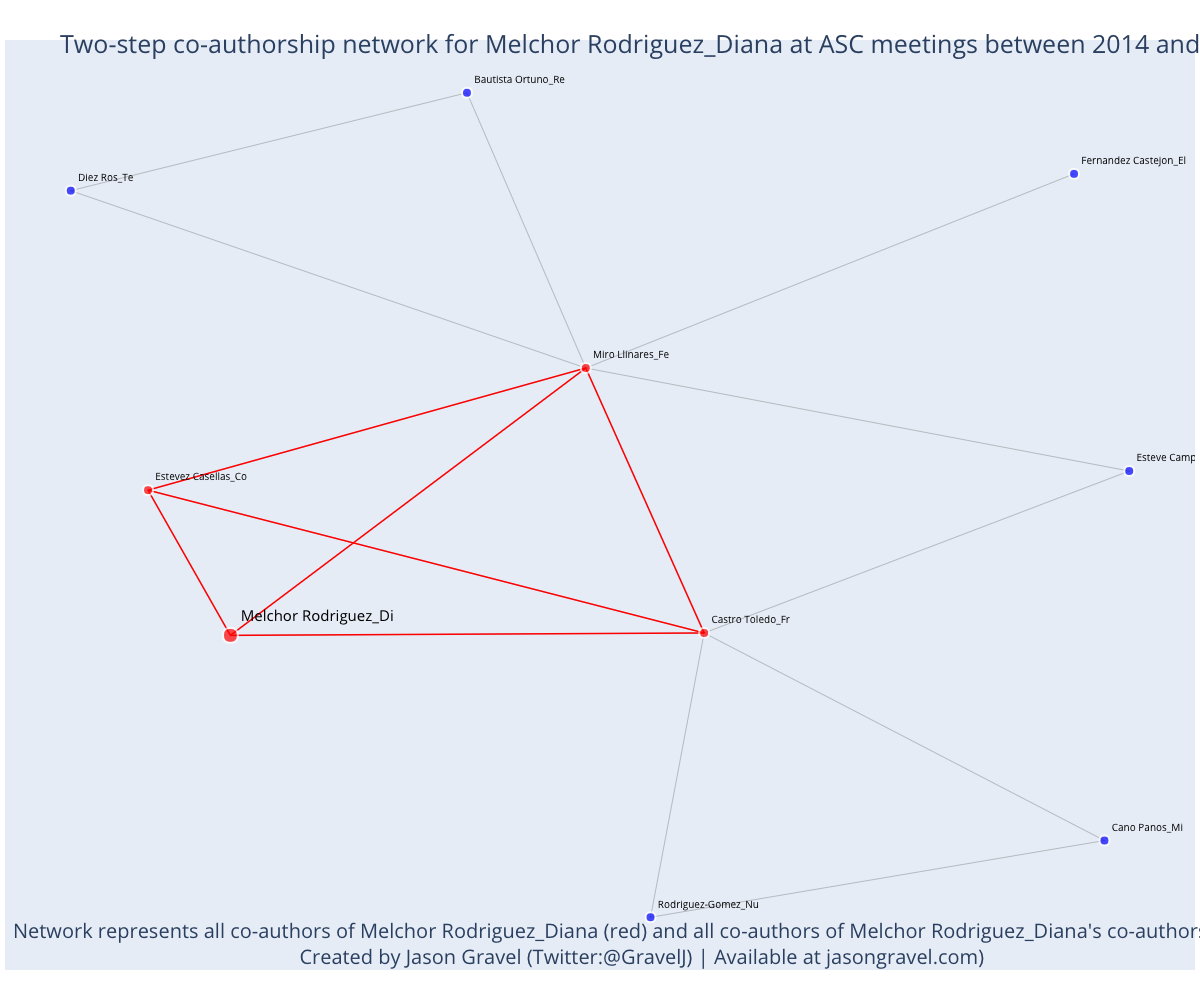 Two-step co-authorship network for Melchor Rodriguez_Diana at ASC meetings between 2014 and
Bautista Ortuno_Re
Fernandez Castejon_El
Diez Ros_Te
Miro Llinares_Fe
Esteve Camp
Estevez Casellas_Co
Melchor Rodriguez_Di
Castro Toledo_Fr
Cano Panos_Mi
Rodriguez-Gomez_Nu
Network represents all co-authors of Melchor Rodriguez_Diana (red) and all co-authors of Melchor Rodriguez_Diana's co-authors
Created by Jason Gravel (Twitter:@GravelJ) | Available at jasongravel.com)